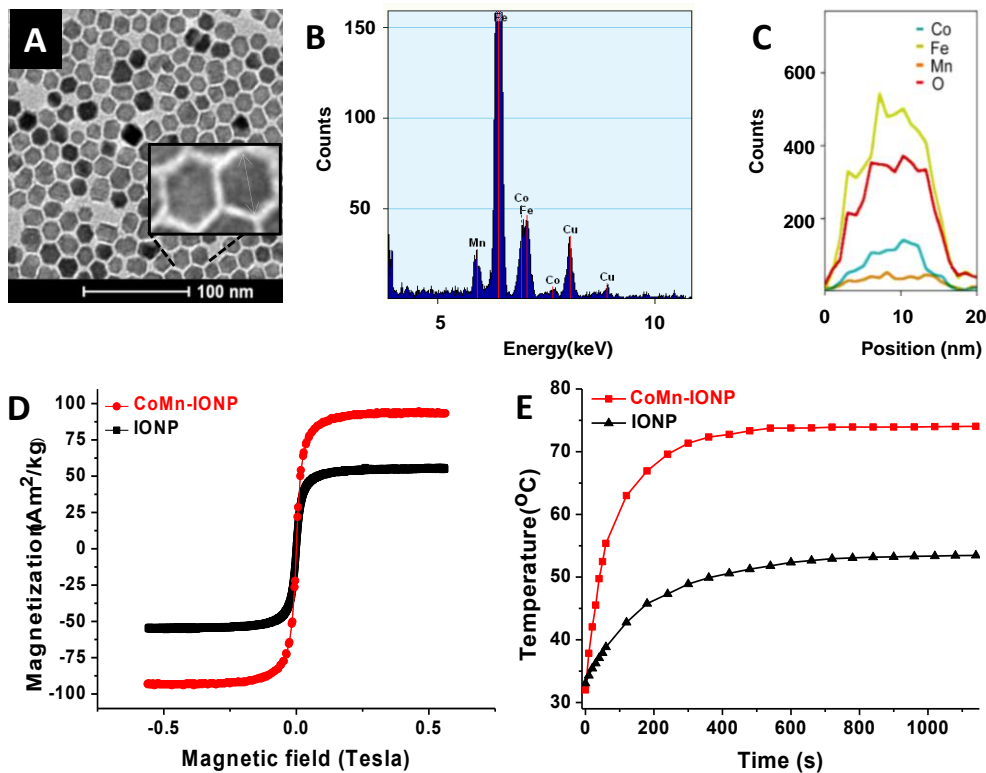 A
100 nm
B
150
100
50
Counts
Mn
Co
Fe
Co
Cu
Cu
5
10
Energy(keV)
C
Co
Fe
Mn
O
600
400
200
Counts
0
10
20
Position (nm)
D
CoMn-IONP
IONP
100
75
50
25
0
-25
-50
-75
-100
Magnetization(Am²/kg)
-0.5
0.0
0.5
Magnetic field (Tesla)
E
CoMn-IONP
IONP
80
70
60
50
40
30
Temperature(°C)
0
200
400
600
800
1000
Time (s)